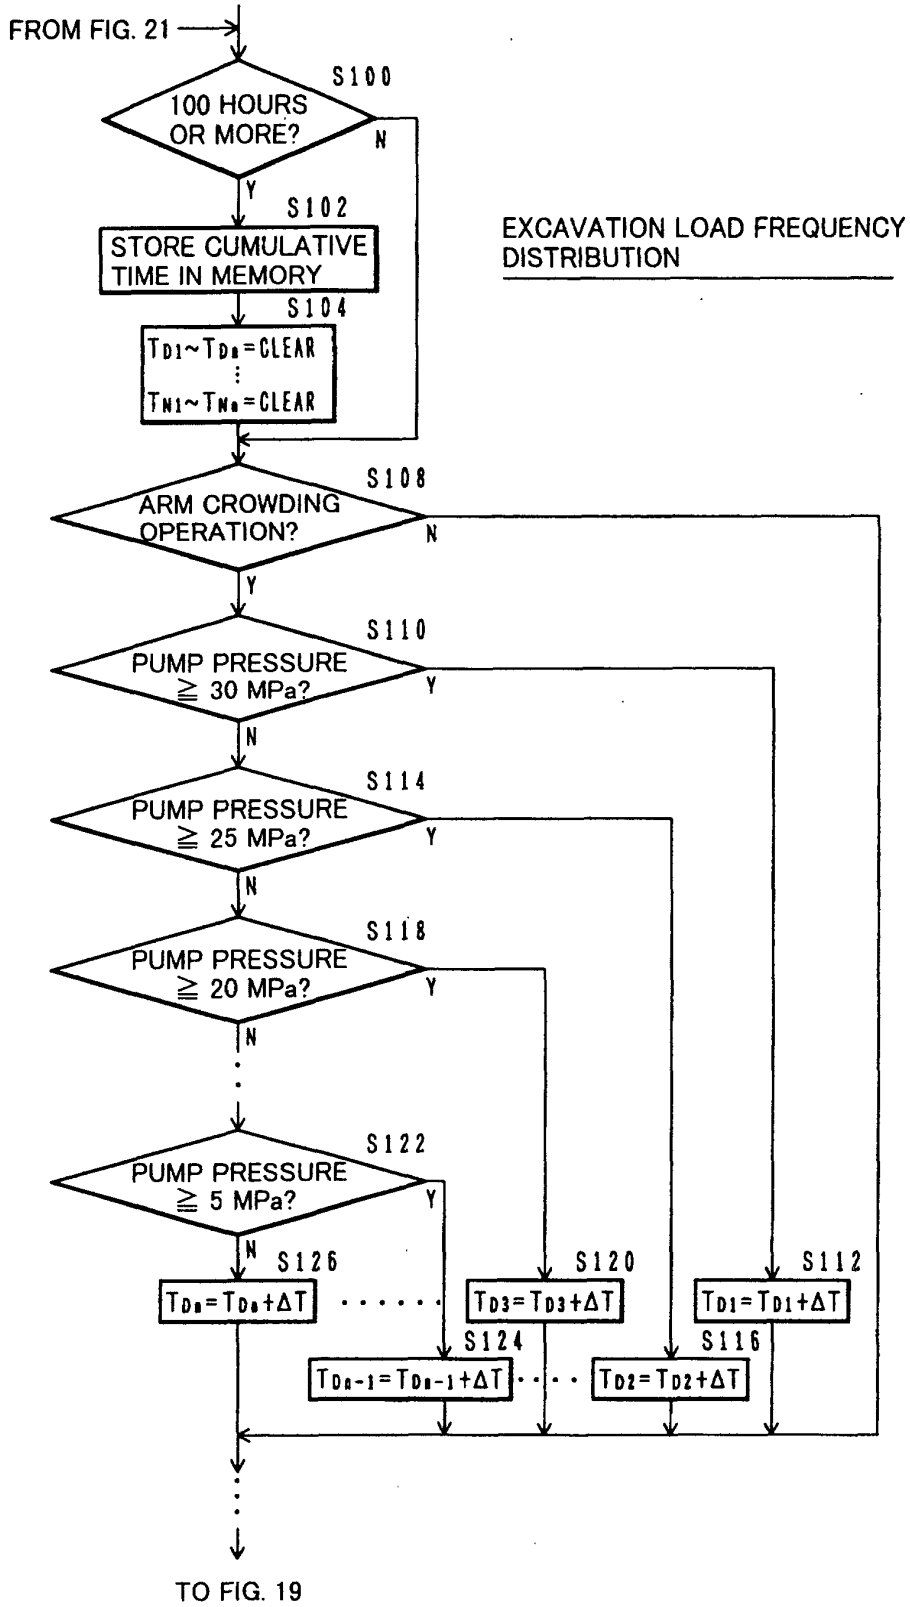 FROM FIG. 21
S100
100 HOURS
OR MORE?
N
Y
S102
STORE CUMULATIVE
TIME IN MEMORY
EXCAVATION LOAD FREQUENCY
DISTRIBUTION
S104
TD1~TDn=CLEAR
TN1~TNn=CLEAR
S108
ARM CROWDING
OPERATION?
N
Y
S110
PUMP PRESSURE
≧ 30 MPa?
Y
N
S114
PUMP PRESSURE
≧ 25 MPa?
Y
N
S118
PUMP PRESSURE
≧ 20 MPa?
Y
N
S122
PUMP PRESSURE
≧ 5 MPa?
Y
N
S126
S120
S112
TDn=TDn+ΔT
TD3=TD3+ΔT
TD1=TD1+ΔT
S124
S116
TDn-1=TDn-1+ΔT
TD2=TD2+ΔT
TO FIG. 19